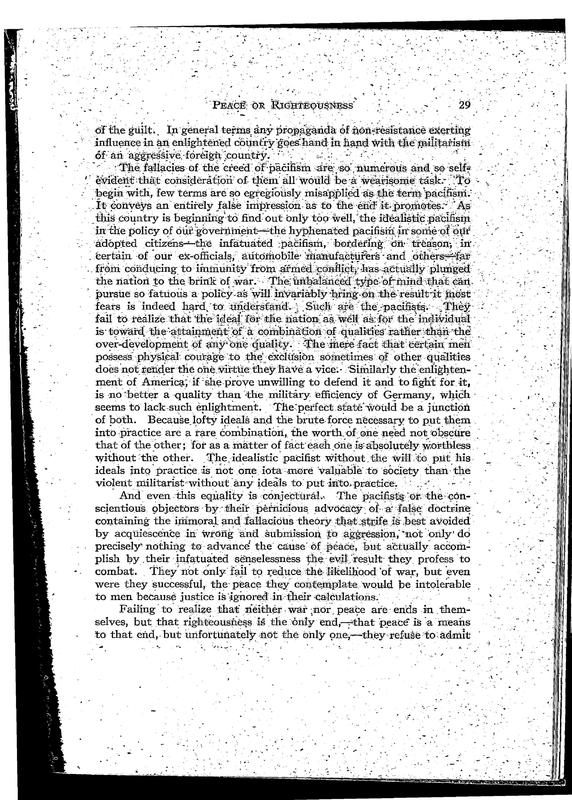 PEACE OR RIGHTEOUSNESS 29
of the guilt. In general terms any propaganda of non-resistance exerting
influence in an enlightened country goes hand in hand with the militarism
of an aggressive foreign country.
The fallacies of the creed of pacifism are so numerous and so self-
evident that consideration of them all would be a wearisome task. To
begin with, few terms are so egregiously misapplied as the term pacifism.
It conveys an entirely false impression as to the end it promotes. As
this country is beginning to find out only too well, the idealistic pacifism
in the policy of our government—the hyphenated pacifism in some of our
adopted citizens—the infatuated pacifism, bordering on treason, in
certain of our ex-officials, automobile manufacturers and others—far
from conducing to immunity from armed conflict, has actually plunged
the nation to the brink of war. The unbalanced type of mind that can
pursue so fatuous a policy as will invariably bring on the result it most
fears is indeed hard to understand. Such are the pacifists. They
fail to realize that the ideal for the nation as well as for the individual
is toward the attainment of a combination of qualities rather than the
over-development of any one quality. The mere fact that certain men
possess physical courage to the exclusion sometimes of other qualities
does not render the one virtue they have a vice. Similarly the enlighten-
ment of America, if she prove unwilling to defend it and to fight for it,
is no better a quality than the military efficiency of Germany, which
seems to lack such enlightment. The perfect state would be a junction
of both. Because lofty ideals and the brute force necessary to put them
into practice are a rare combination, the worth of one need not obscure
that of the other; for as a matter of fact each one is absolutely worthless
without the other. The idealistic pacifist without the will to put his
ideals into practice is not one iota more valuable to society than the
violent militarist without any ideals to put into practice.
And even this equality is conjectural. The pacifists or the con-
scientious objectors by their pernicious advocacy of a false doctrine
containing the immoral and fallacious theory that strife is best avoided
by acquiescence in wrong and submission to aggression, not only do
precisely nothing to advance the cause of peace, but actually accom-
plish by their infatuated senselessness the evil result they profess to
combat. They not only fail to reduce the likelihood of war, but even
were they successful, the peace they contemplate would be intolerable
to men because justice is ignored in their calculations.
Failing to realize that neither war nor peace are ends in them-
selves, but that righteousness is the only end,—that peace is a means
to that end, but unfortunately not the only one,—they refuse to admit